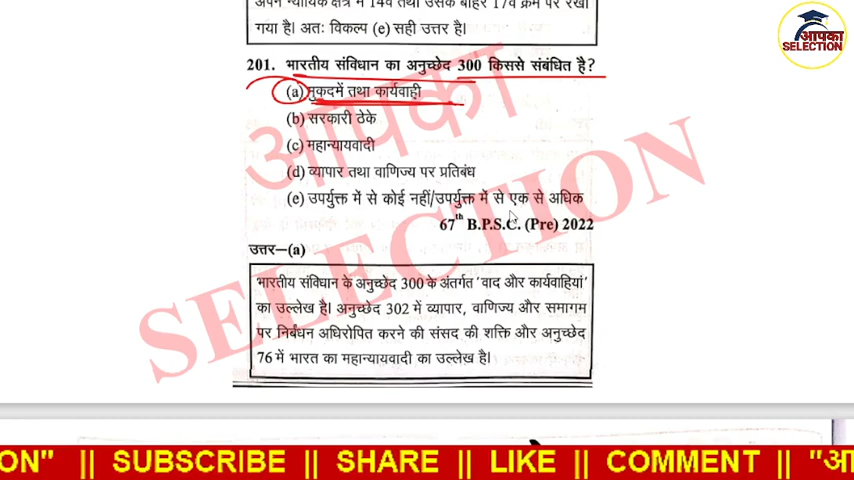 अपने न्यायिक क्षेत्र में 14वें तथा उसके बाहर 17वें क्रम पर रखा
गया है। अतः विकल्प (e) सही उत्तर है।
आपका
SELECTION
201. भारतीय संविधान का अनुच्छेद 300 किससे संबंधित है?
(a) मुकदमें तथा कार्यवाही
(b) सरकारी ठेके
(c) महान्यायवादी
(d) व्यापार तथा वाणिज्य पर प्रतिबंध
(e) उपर्युक्त में से कोई नहीं/उपर्युक्त में से एक से अधिक
67th B.P.S.C. (Pre) 2022
उत्तर–(a)
भारतीय संविधान के अनुच्छेद 300 के अंतर्गत 'वाद और कार्यवाहियां'
का उल्लेख है। अनुच्छेद 302 में व्यापार, वाणिज्य और समागम
पर निर्बंधन अधिरोपित करने की संसद की शक्ति और अनुच्छेद
76 में भारत का महान्यायवादी का उल्लेख है।
आपका
SELECTION
ON" || SUBSCRIBE || SHARE || LIKE || COMMENT || "आ